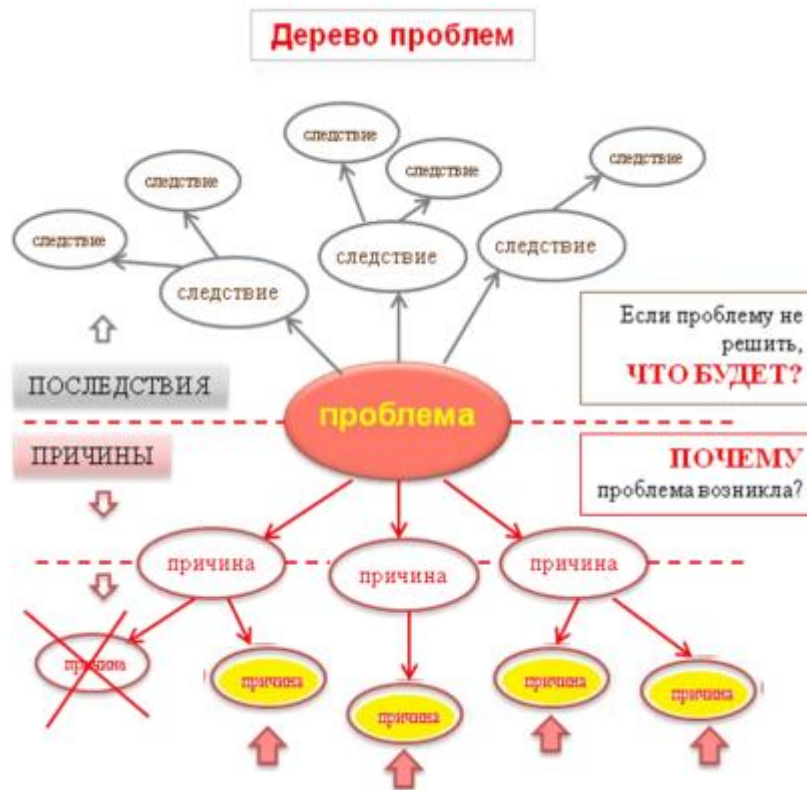 Дерево проблем
следствие
следствие
следствие
следствие
следствие
следствие
следствие
следствие
Если проблему не
решить,
ЧТО БУДЕТ?
ПОСЛЕДСТВИЯ
проблема
ПРИЧИНЫ
ПОЧЕМУ
проблема возникла?
причина
причина
причина
причина
причина
причина
причина
причина